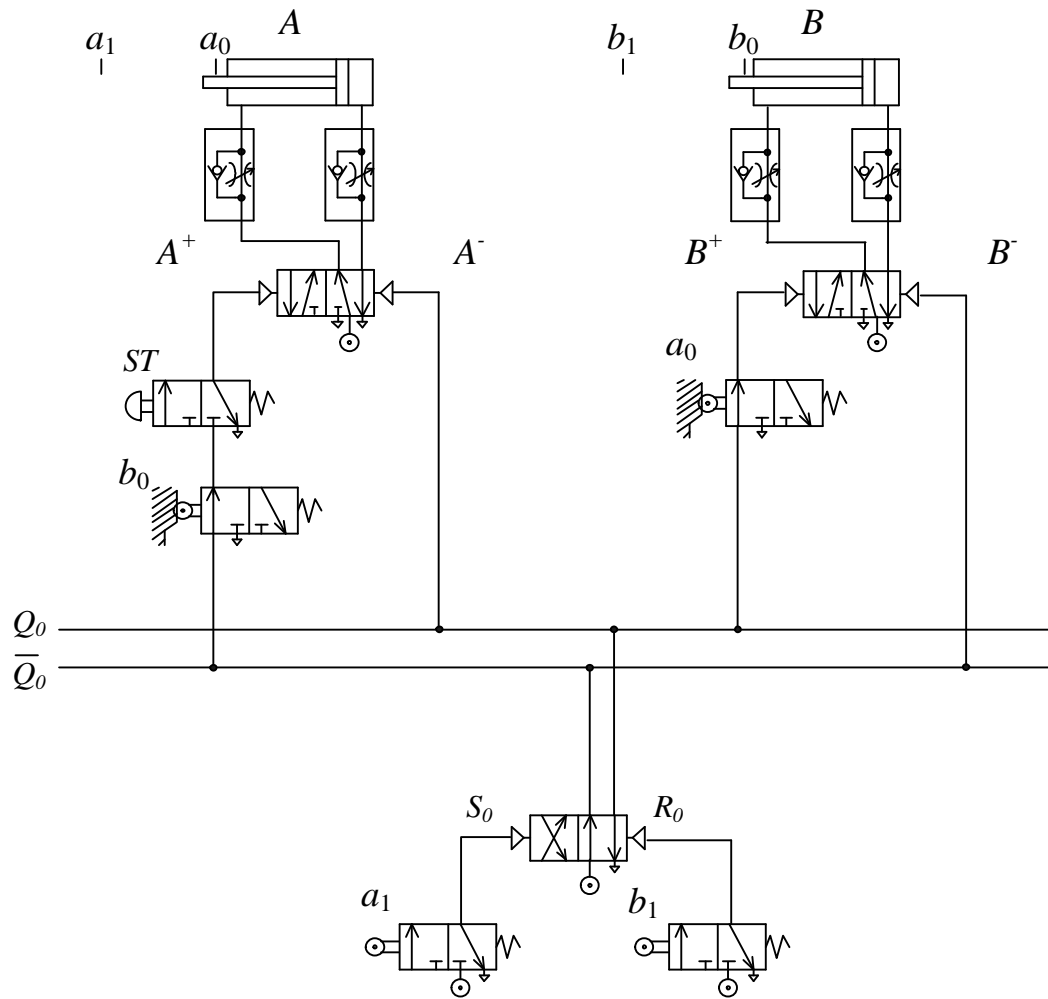 A B
a₁ a₀ b₁ b₀
A⁺ A⁻ B⁺ B⁻
ST a₀
b₀
Q₀
Q̅₀
S₀ R₀
a₁ b₁